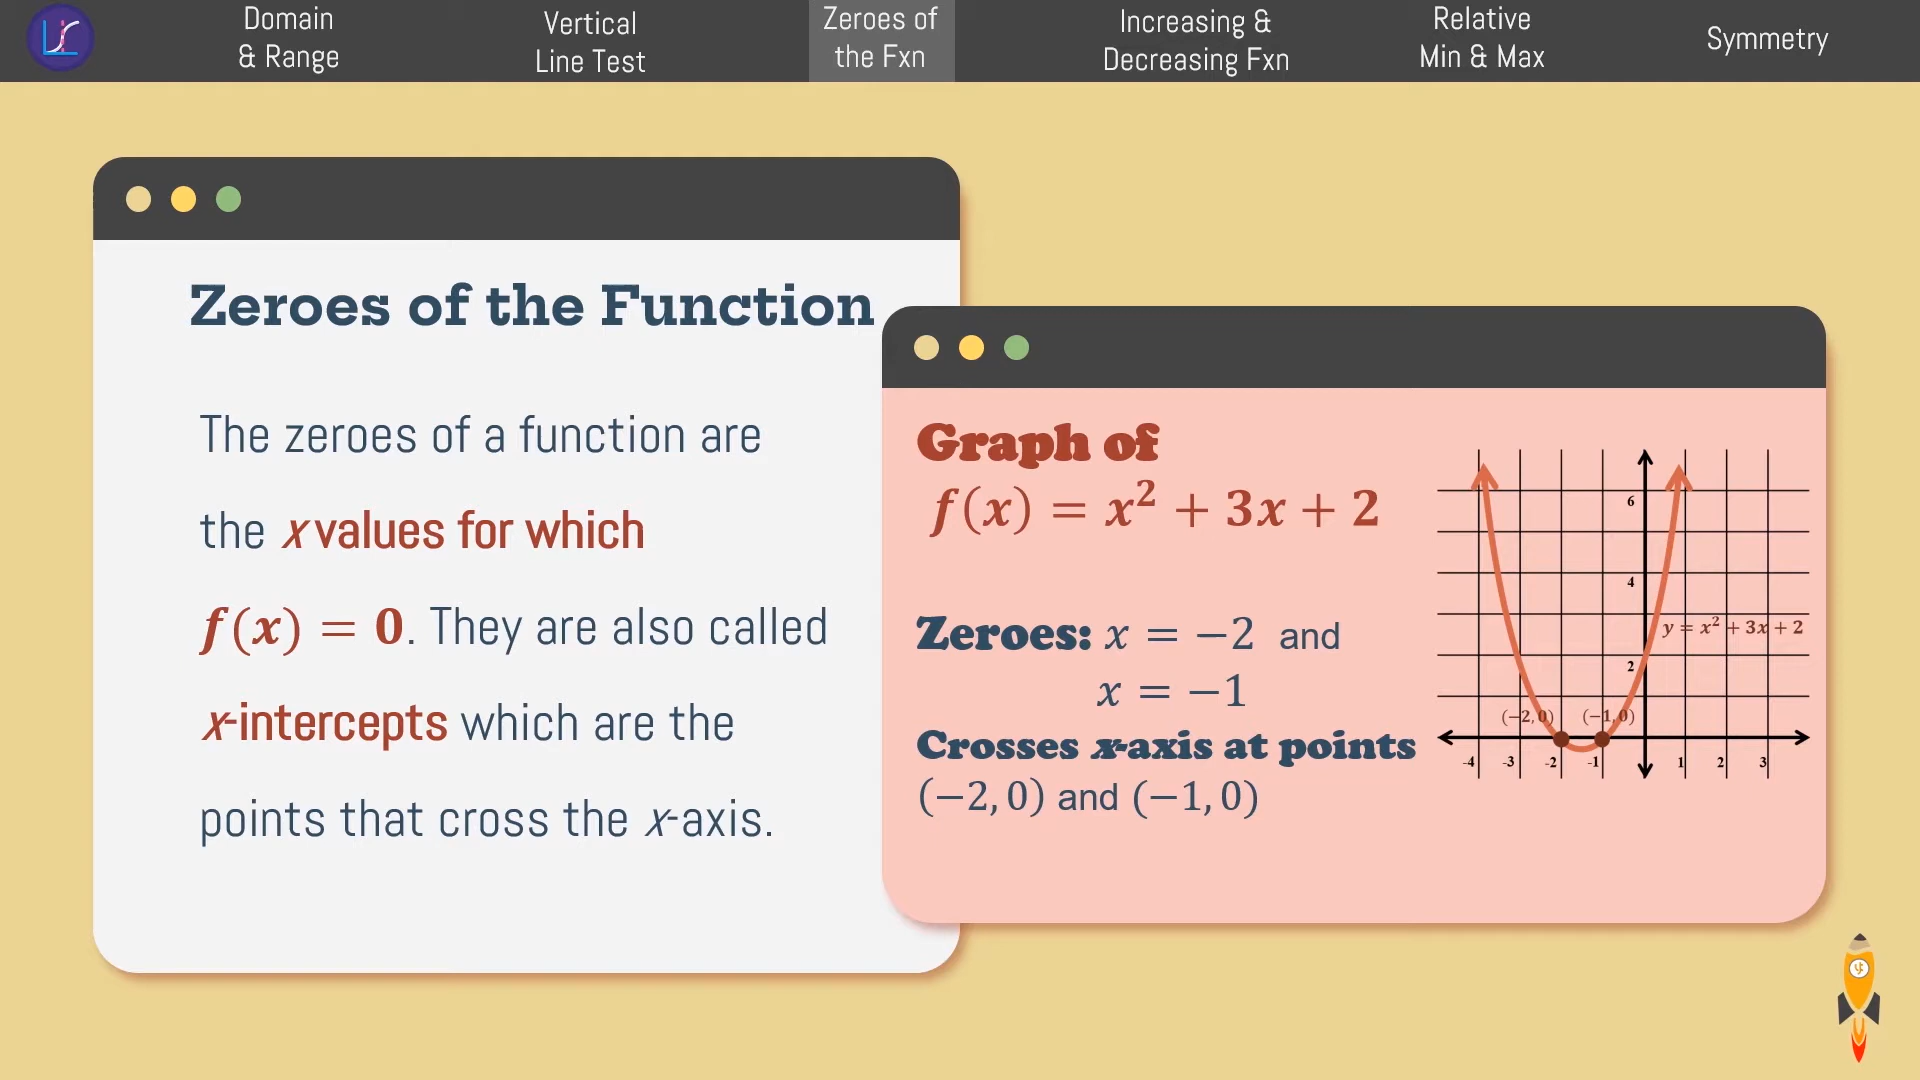 Domain
& Range
Vertical
Line Test
Zeroes of
the Fxn
Increasing &
Decreasing Fxn
Relative
Min & Max
Symmetry
Zeroes of the Function
The zeroes of a function are
the x values for which
f(x) = 0. They are also called
x-intercepts which are the
points that cross the x-axis.
Graph of
f(x) = x² + 3x + 2
Zeroes: x = −2 and
x = −1
Crosses x-axis at points
(−2, 0) and (−1, 0)
6
4
y = x² + 3x + 2
2
(−2, 0) (−1, 0)
-4 -3 -2 -1 1 2 3